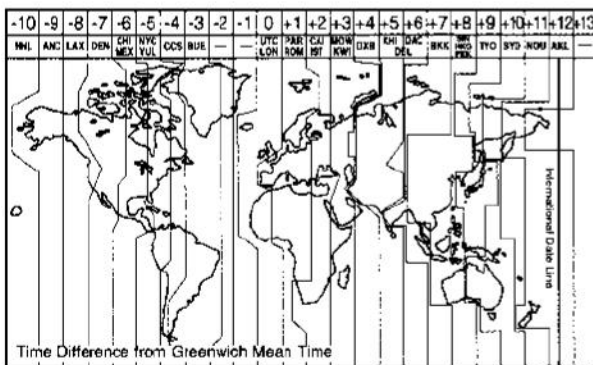 -10 -9 -8 -7 -6 -5 -4 -3 -2 -1 0 +1 +2 +3 +4 +5 +6 +7 +8 +9 +10 +11 +12 +13
HNL ANC LAX DEN CHI MEX NYC YUL CCS BUE — — UTC LON PAR ROM CAI IST MOW KWI DXB KHI DEL DAC BKK SIN HKG PEK TYO SYD NOU AKL —
International Date Line
Time Difference from Greenwich Mean Time